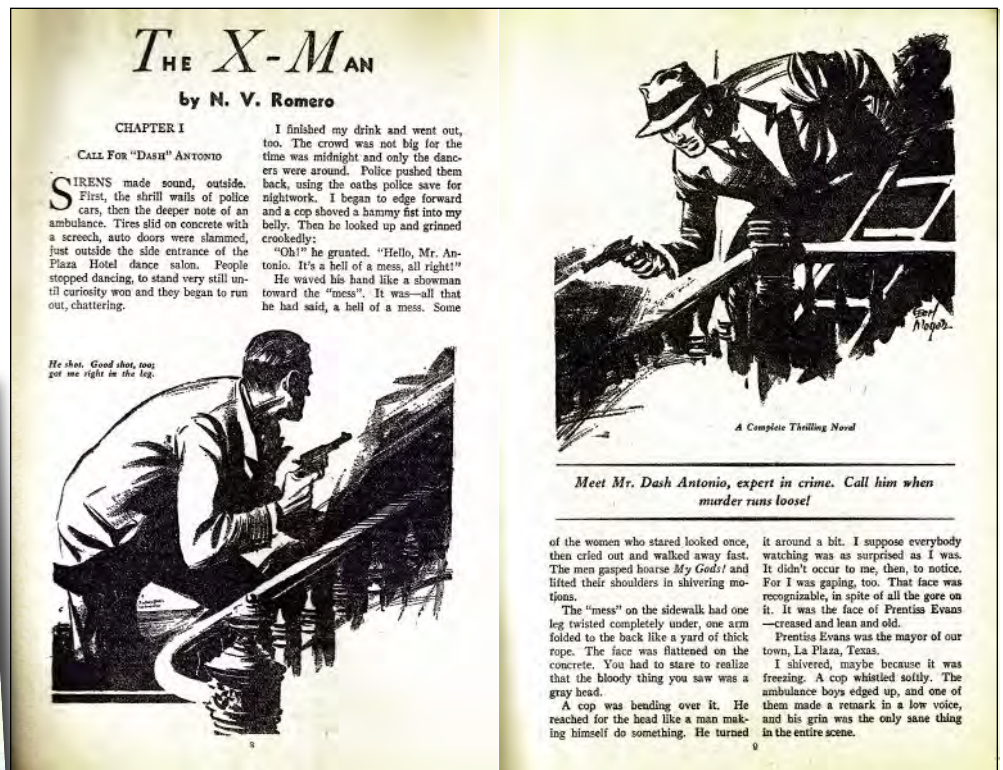 THE X-MAN
by N. V. Romero
CHAPTER I
CALL FOR "DASH" ANTONIO
SIRENS made sound, outside.
First, the shrill wails of police
cars, then the deeper note of an
ambulance. Tires slid on concrete with
a screech, auto doors were slammed,
just outside the side entrance of the
Plaza Hotel dance salon. People
stopped dancing, to stand very still un-
til curiosity won and they began to run
out, chattering.
I finished my drink and went out,
too. The crowd was not big for the
time was midnight and only the danc-
ers were around. Police pushed them
back, using the oaths police save for
nightwork. I began to edge forward
and a cop shoved a hammy fist into my
belly. Then he looked up and grinned
crookedly:
"Oh!" he grunted. "Hello, Mr. An-
tonio. It's a hell of a mess, all right!"
He waved his hand like a showman
toward the "mess". It was—all that
he had said, a hell of a mess. Some
He shot. Good shot, too;
got me right in the leg.
8
A Complete Thrilling Novel
Meet Mr. Dash Antonio, expert in crime. Call him when
murder runs loose!
of the women who stared looked once,
then cried out and walked away fast.
The men gasped hoarse My Gods! and
lifted their shoulders in shivering mo-
tions.
The "mess" on the sidewalk had one
leg twisted completely under, one arm
folded to the back like a yard of thick
rope. The face was flattened on the
concrete. You had to stare to realize
that the bloody thing you saw was a
gray head.
A cop was bending over it. He
reached for the head like a man mak-
ing himself do something. He turned
it around a bit. I suppose everybody
watching was as surprised as I was.
It didn't occur to me, then, to notice.
For I was gaping, too. That face was
recognizable, in spite of all the gore on
it. It was the face of Prentiss Evans
—creased and lean and old.
Prentiss Evans was the mayor of our
town, La Plaza, Texas.
I shivered, maybe because it was
freezing. A cop whistled softly. The
ambulance boys edged up, and one of
them made a remark in a low voice,
and his grin was the only sane thing
in the entire scene.
9